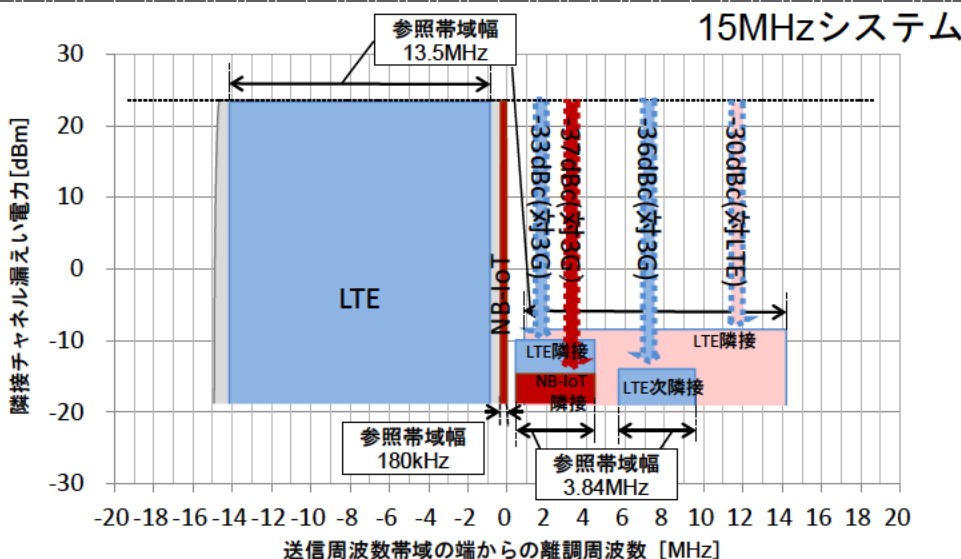 15MHzシステム
参照帯域幅
13.5MHz
30
20
10
0
-10
-20
-30
隣接チャネル漏えい電力[dBm]
LTE
NB-IoT
-33dBc(対3G)
-37dBc(対3G)
-36dBc(対3G)
-30dBc(対LTE)
LTE隣接
LTE隣接
NB-IoT
隣接
LTE次隣接
参照帯域幅
180kHz
参照帯域幅
3.84MHz
-20 -18 -16 -14 -12 -10 -8 -6 -4 -2 0 2 4 6 8 10 12 14 16 18 20
送信周波数帯域の端からの離調周波数 [MHz]